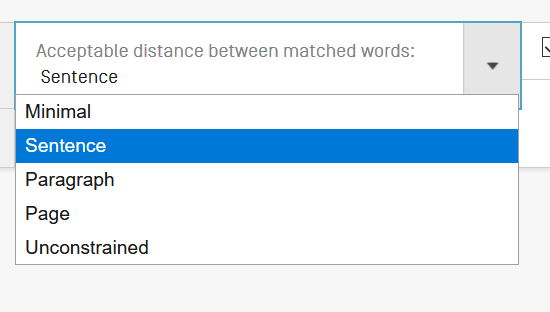 Acceptable distance between matched words:
Sentence
Minimal
Sentence
Paragraph
Page
Unconstrained